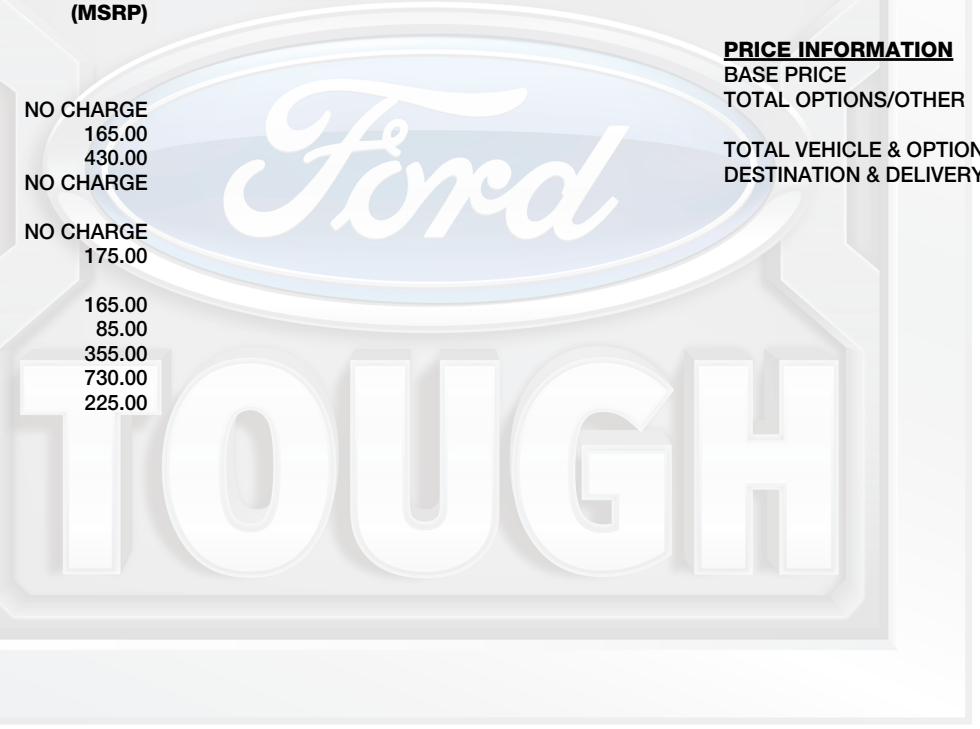 (MSRP)
NO CHARGE
165.00
430.00
NO CHARGE
NO CHARGE
175.00
165.00
85.00
355.00
730.00
225.00
PRICE INFORMATION
BASE PRICE
TOTAL OPTIONS/OTHER
TOTAL VEHICLE & OPTION
DESTINATION & DELIVERY
Ford
TOUGH